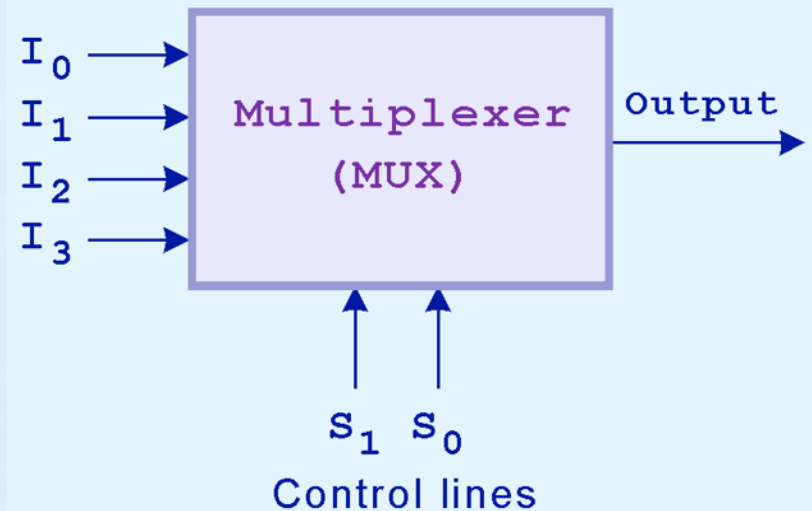 I0
I1
I2
I3
Multiplexer
(MUX)
Output
S1 S0
Control lines